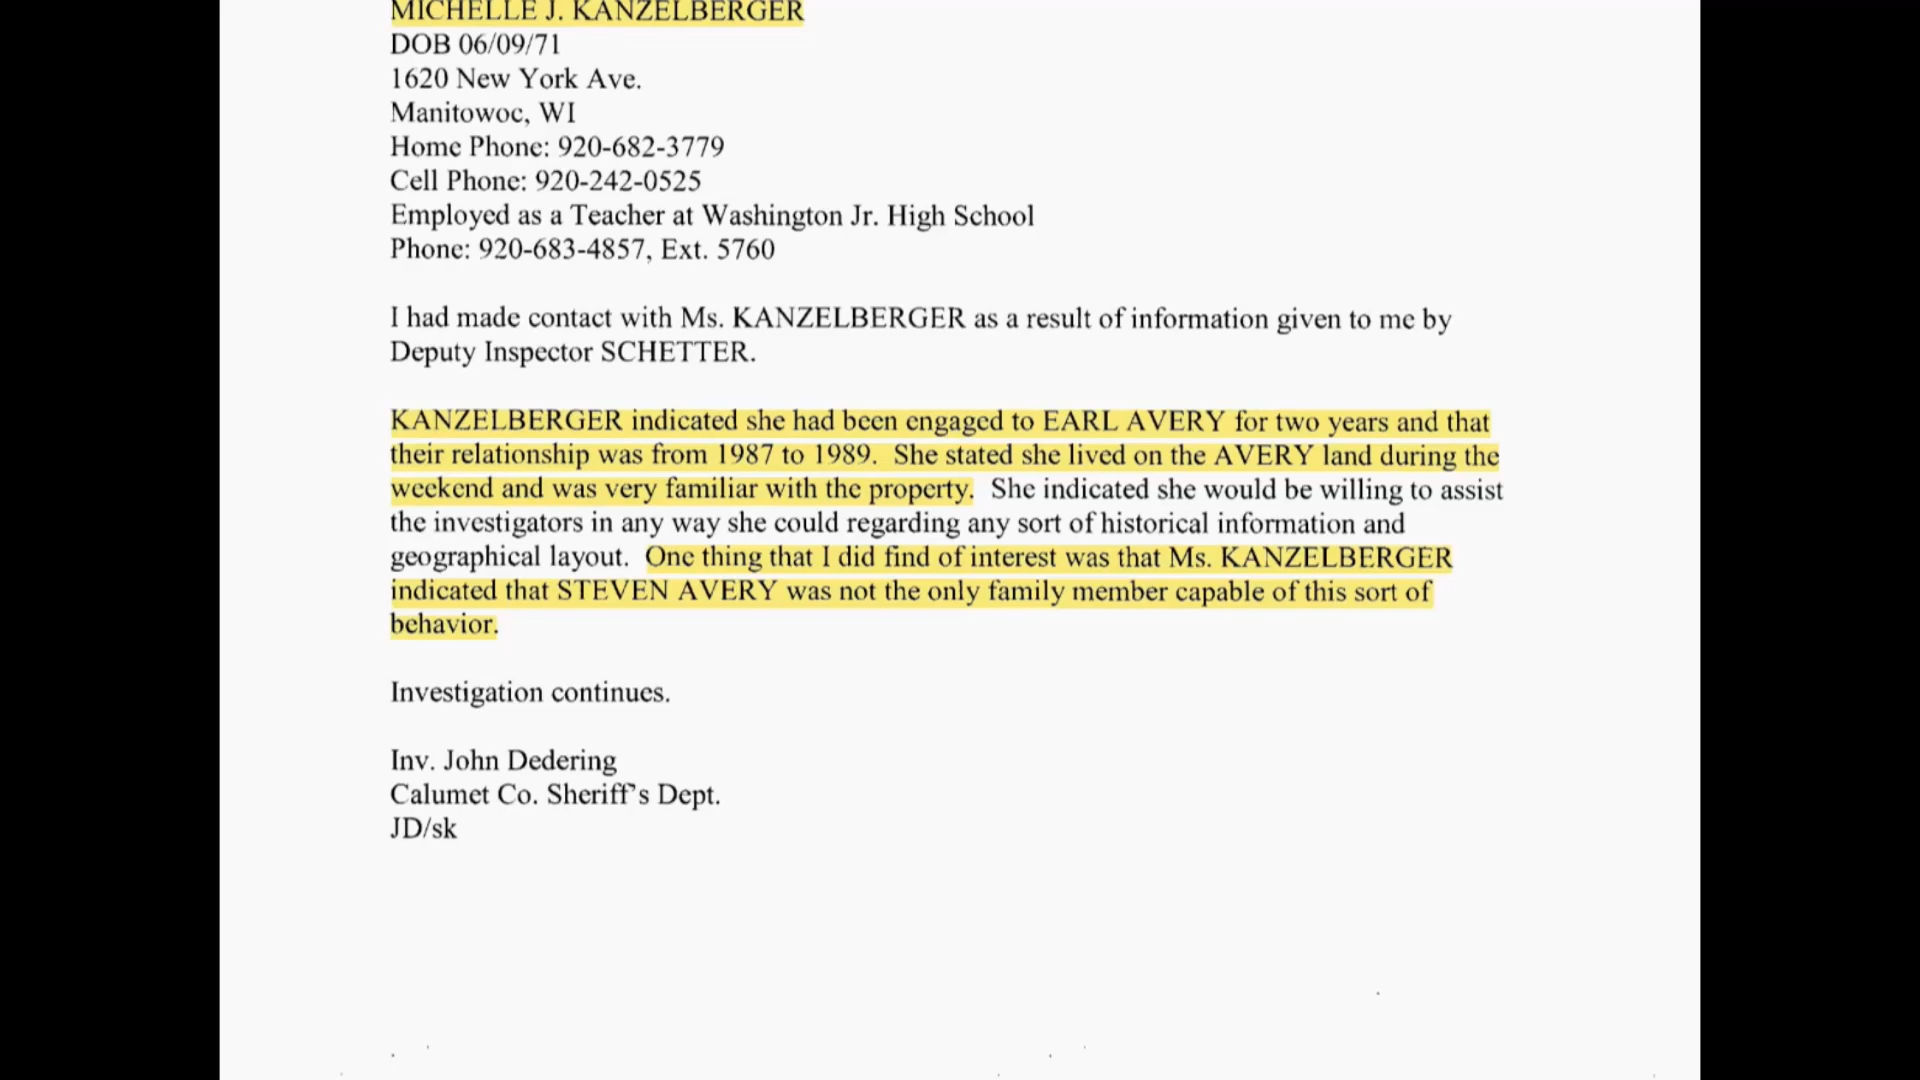 MICHELLE J. KANZELBERGER
DOB 06/09/71
1620 New York Ave.
Manitowoc, WI
Home Phone: 920-682-3779
Cell Phone: 920-242-0525
Employed as a Teacher at Washington Jr. High School
Phone: 920-683-4857, Ext. 5760
I had made contact with Ms. KANZELBERGER as a result of information given to me by
Deputy Inspector SCHETTER.
KANZELBERGER indicated she had been engaged to EARL AVERY for two years and that
their relationship was from 1987 to 1989. She stated she lived on the AVERY land during the
weekend and was very familiar with the property. She indicated she would be willing to assist
the investigators in any way she could regarding any sort of historical information and
geographical layout. One thing that I did find of interest was that Ms. KANZELBERGER
indicated that STEVEN AVERY was not the only family member capable of this sort of
behavior.
Investigation continues.
Inv. John Dedering
Calumet Co. Sheriff's Dept.
JD/sk